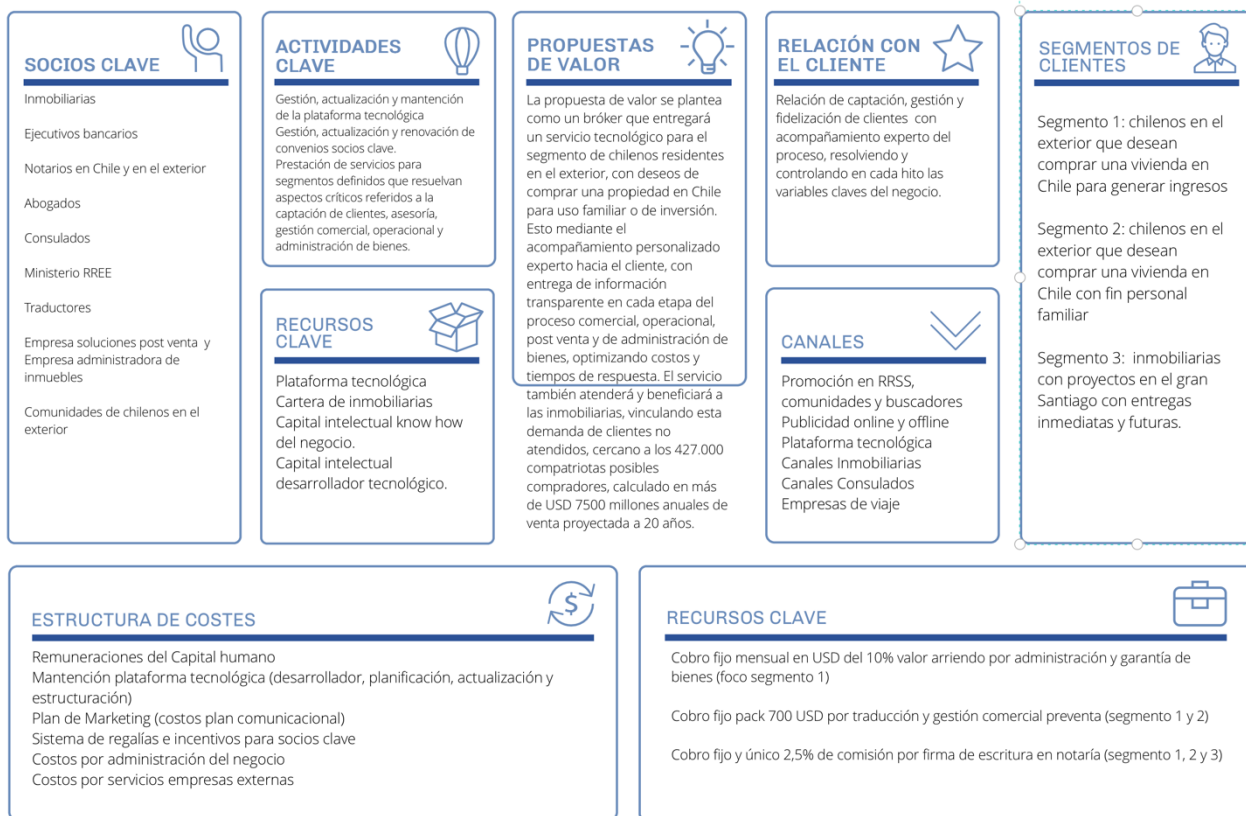 SOCIOS CLAVE
Inmobiliarias
Ejecutivos bancarios
Notarios en Chile y en el exterior
Abogados
Consulados
Ministerio RREE
Traductores
Empresa soluciones post venta y
Empresa administradora de
inmuebles
Comunidades de chilenos en el
exterior
ACTIVIDADES
CLAVE
Gestión, actualización y mantención
de la plataforma tecnológica
Gestión, actualización y renovación de
convenios socios clave.
Prestación de servicios para
segmentos definidos que resuelvan
aspectos críticos referidos a la
captación de clientes, asesoría,
gestión comercial, operacional y
administración de bienes.
RECURSOS
CLAVE
Plataforma tecnológica
Cartera de inmobiliarias
Capital intelectual know how
del negocio.
Capital intelectual
desarrollador tecnológico.
PROPUESTAS
DE VALOR
La propuesta de valor se plantea
como un bróker que entregará
un servicio tecnológico para el
segmento de chilenos residentes
en el exterior, con deseos de
comprar una propiedad en Chile
para uso familiar o de inversión.
Esto mediante el
acompañamiento personalizado
experto hacia el cliente, con
entrega de información
transparente en cada etapa del
proceso comercial, operacional,
post venta y de administración de
bienes, optimizando costos y
tiempos de respuesta. El servicio
también atenderá y beneficiará a
las inmobiliarias, vinculando esta
demanda de clientes no
atendidos, cercano a los 427.000
compatriotas posibles
compradores, calculado en más
de USD 7500 millones anuales de
venta proyectada a 20 años.
RELACIÓN CON
EL CLIENTE
Relación de captación, gestión y
fidelización de clientes con
acompañamiento experto del
proceso, resolviendo y
controlando en cada hito las
variables claves del negocio.
CANALES
Promoción en RRSS,
comunidades y buscadores
Publicidad online y offline
Plataforma tecnológica
Canales Inmobiliarias
Canales Consulados
Empresas de viaje
SEGMENTOS DE
CLIENTES
Segmento 1: chilenos en el
exterior que desean
comprar una vivienda en
Chile para generar ingresos
Segmento 2: chilenos en el
exterior que desean
comprar una vivienda en
Chile con fin personal
familiar
Segmento 3: inmobiliarias
con proyectos en el gran
Santiago con entregas
inmediatas y futuras.
ESTRUCTURA DE COSTES
$
Remuneraciones del Capital humano
Mantención plataforma tecnológica (desarrollador, planificación, actualización y
estructuración)
Plan de Marketing (costos plan comunicacional)
Sistema de regalías e incentivos para socios clave
Costos por administración del negocio
Costos por servicios empresas externas
RECURSOS CLAVE
Cobro fijo mensual en USD del 10% valor arriendo por administración y garantía de
bienes (foco segmento 1)
Cobro fijo pack 700 USD por traducción y gestión comercial preventa (segmento 1 y 2)
Cobro fijo y único 2,5% de comisión por firma de escritura en notaría (segmento 1, 2 y 3)